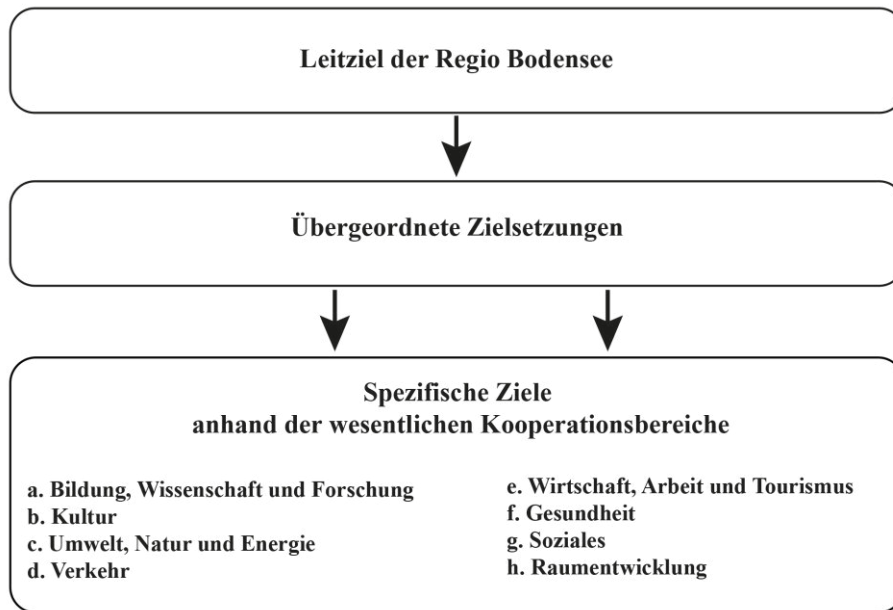 Leitziel der Regio Bodensee
Übergeordnete Zielsetzungen
Spezifische Ziele
anhand der wesentlichen Kooperationsbereiche
a. Bildung, Wissenschaft und Forschung
b. Kultur
c. Umwelt, Natur und Energie
d. Verkehr
e. Wirtschaft, Arbeit und Tourismus
f. Gesundheit
g. Soziales
h. Raumentwicklung